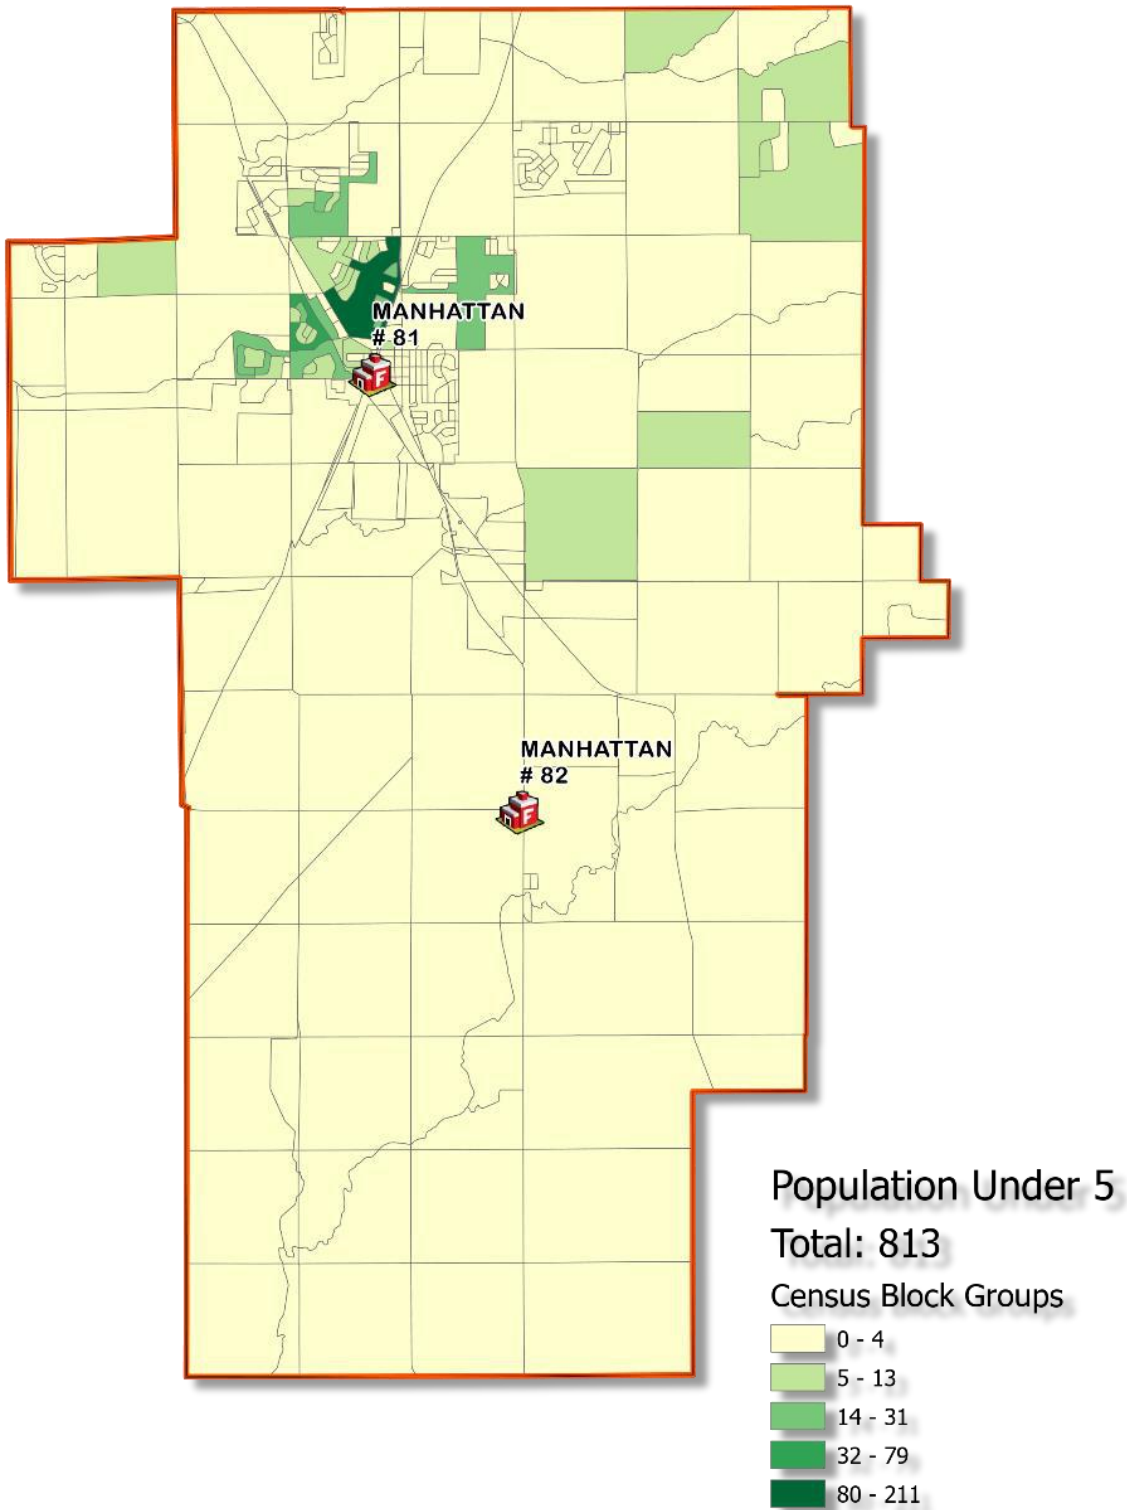 MANHATTAN
# 81
F
MANHATTAN
# 82
F
Population Under 5
Total: 813
Census Block Groups
0 - 4
5 - 13
14 - 31
32 - 79
80 - 211